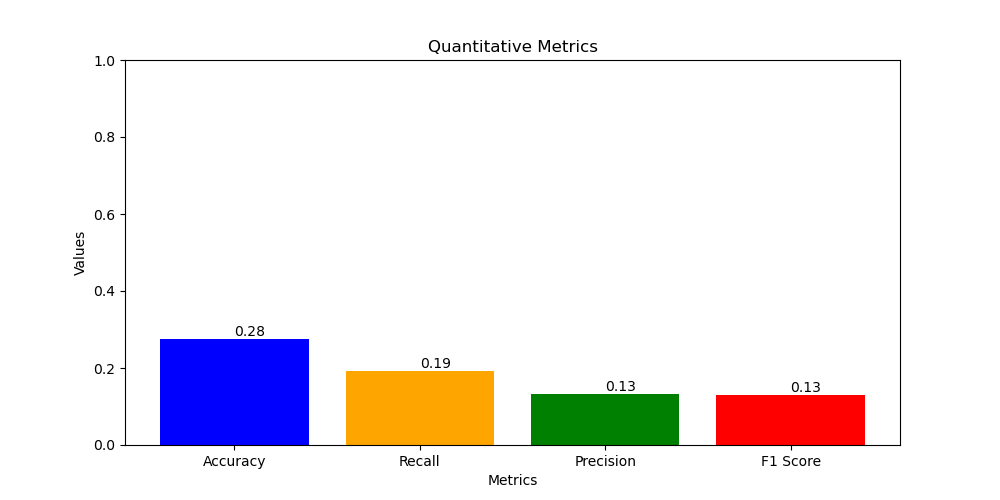 Quantitative Metrics
1.0
0.8
0.6
0.4
0.2
0.0
Values
0.28
0.19
0.13
0.13
Accuracy Recall Precision F1 Score
Metrics